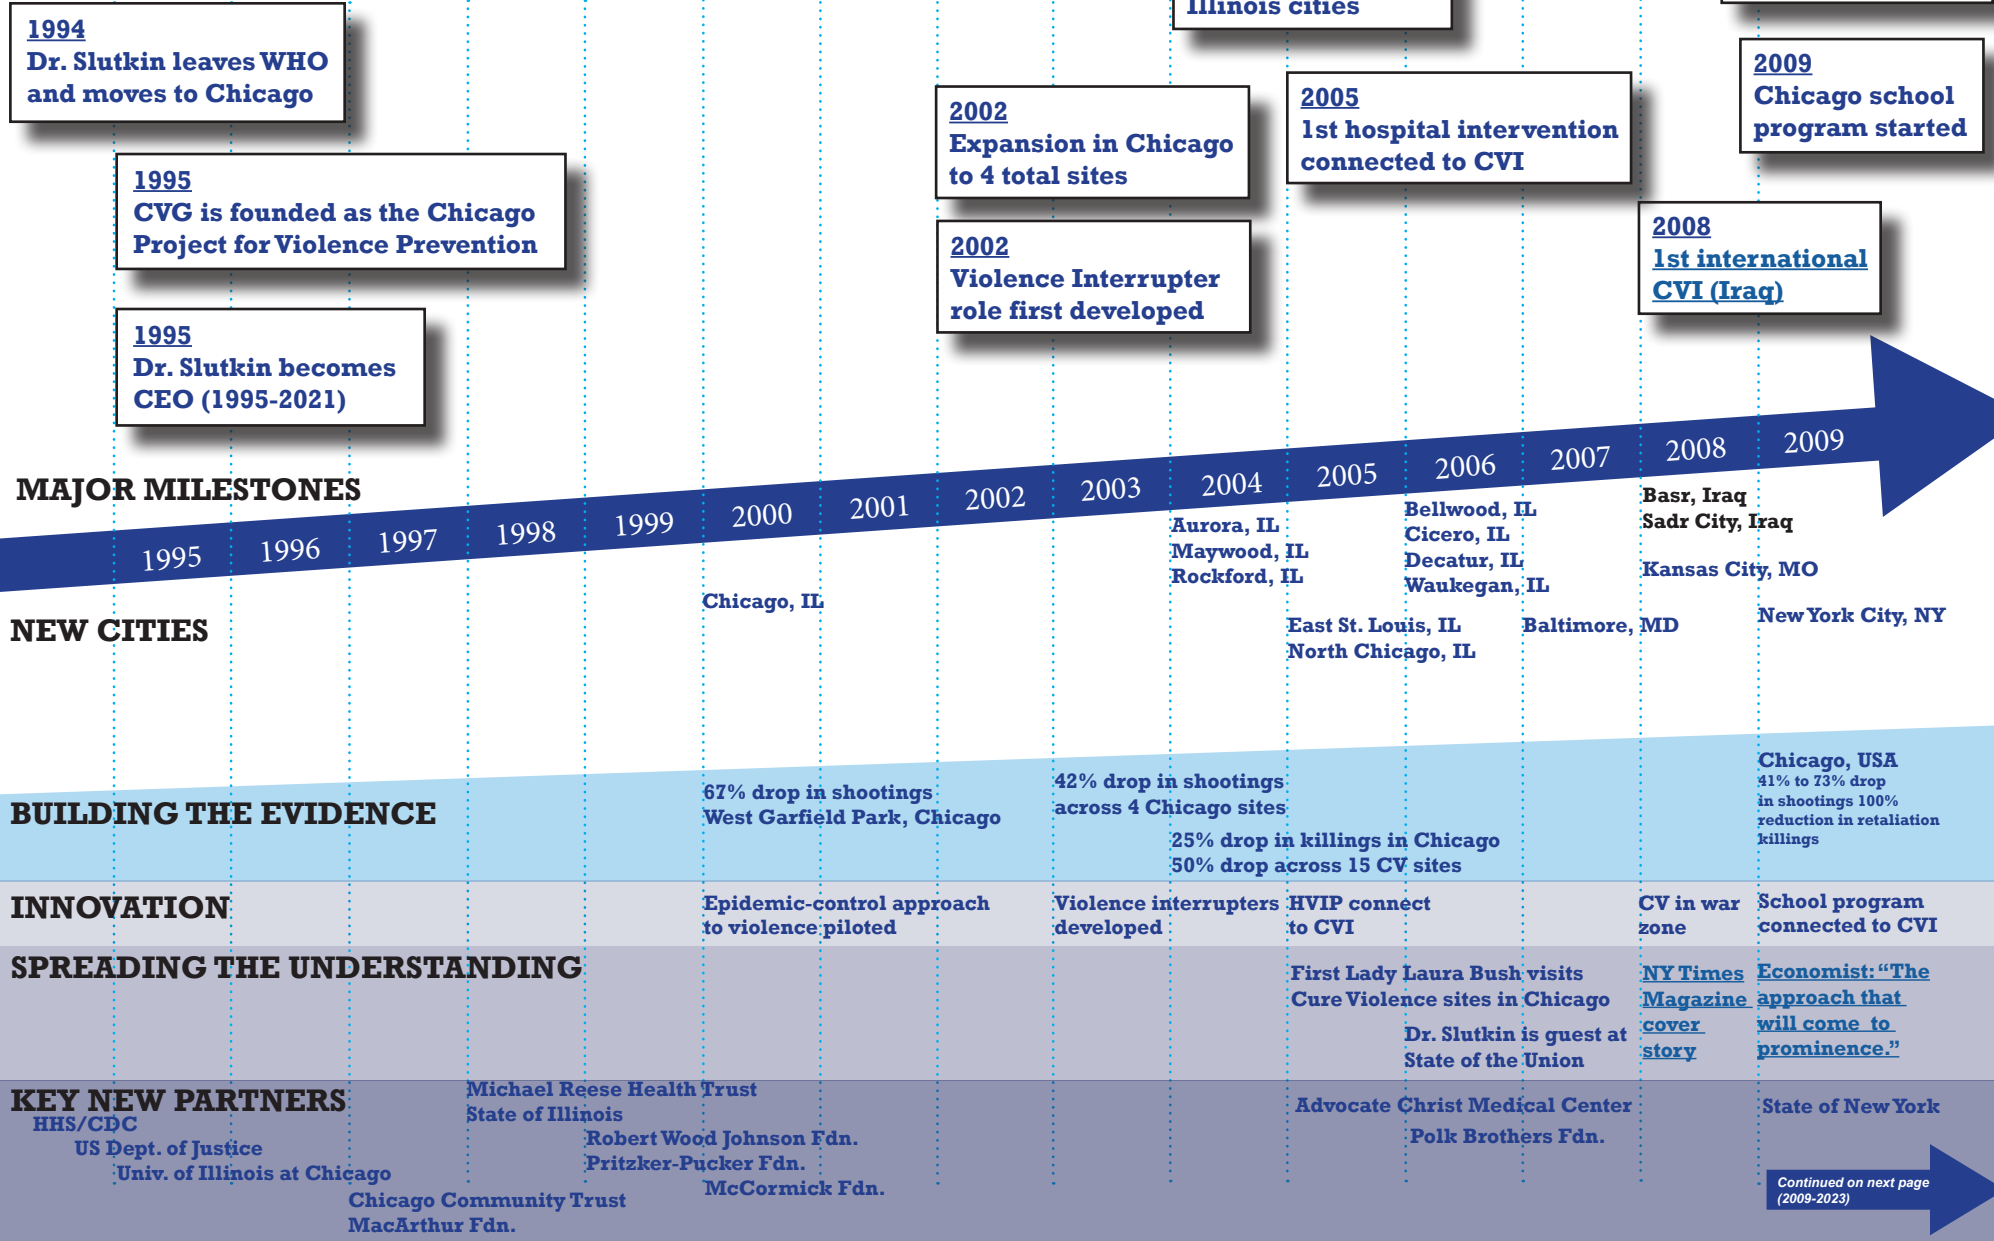 Illinois cities
1994
Dr. Slutkin leaves WHO
and moves to Chicago
1995
CVG is founded as the Chicago
Project for Violence Prevention
1995
Dr. Slutkin becomes
CEO (1995-2021)
2002
Expansion in Chicago
to 4 total sites
2002
Violence Interrupter
role first developed
2005
1st hospital intervention
connected to CVI
2009
Chicago school
program started
2008
1st international
CVI (Iraq)
MAJOR MILESTONES
1995 1996 1997 1998 1999 2000 2001 2002 2003 2004 2005 2006 2007 2008 2009
NEW CITIES
Chicago, IL
Aurora, IL
Maywood, IL
Rockford, IL
East St. Louis, IL
North Chicago, IL
Bellwood, IL
Cicero, IL
Decatur, IL
Waukegan, IL
Baltimore, MD
Basr, Iraq
Sadr City, Iraq
Kansas City, MO
New York City, NY
BUILDING THE EVIDENCE
67% drop in shootings
West Garfield Park, Chicago
42% drop in shootings
across 4 Chicago sites
25% drop in killings in Chicago
50% drop across 15 CV sites
Chicago, USA
41% to 73% drop
in shootings 100%
reduction in retaliation
killings
INNOVATION
Epidemic-control approach
to violence piloted
Violence interrupters
developed
HVIP connect
to CVI
CV in war
zone
School program
connected to CVI
SPREADING THE UNDERSTANDING
First Lady Laura Bush visits
Cure Violence sites in Chicago
Dr. Slutkin is guest at
State of the Union
NY Times
Magazine
cover
story
Economist: “The
approach that
will come to
prominence.”
KEY NEW PARTNERS
HHS/CDC
US Dept. of Justice
Univ. of Illinois at Chicago
Chicago Community Trust
MacArthur Fdn.
Michael Reese Health Trust
State of Illinois
Robert Wood Johnson Fdn.
Pritzker-Pucker Fdn.
McCormick Fdn.
Advocate Christ Medical Center
Polk Brothers Fdn.
State of New York
Continued on next page
(2009-2023)